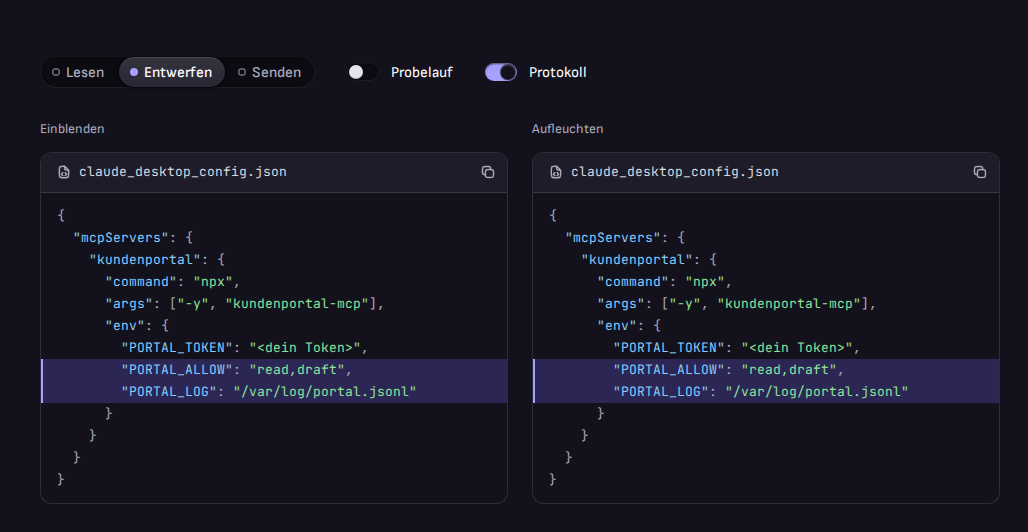 Lesen Entwerfen Senden Probelauf Protokoll
Einblenden
claude_desktop_config.json
{
"mcpServers": {
"kundenportal": {
"command": "npx",
"args": ["-y", "kundenportal-mcp"],
"env": {
"PORTAL_TOKEN": "<dein Token>",
"PORTAL_ALLOW": "read,draft",
"PORTAL_LOG": "/var/log/portal.jsonl"
}
}
}
}
Aufleuchten
claude_desktop_config.json
{
"mcpServers": {
"kundenportal": {
"command": "npx",
"args": ["-y", "kundenportal-mcp"],
"env": {
"PORTAL_TOKEN": "<dein Token>",
"PORTAL_ALLOW": "read,draft",
"PORTAL_LOG": "/var/log/portal.jsonl"
}
}
}
}